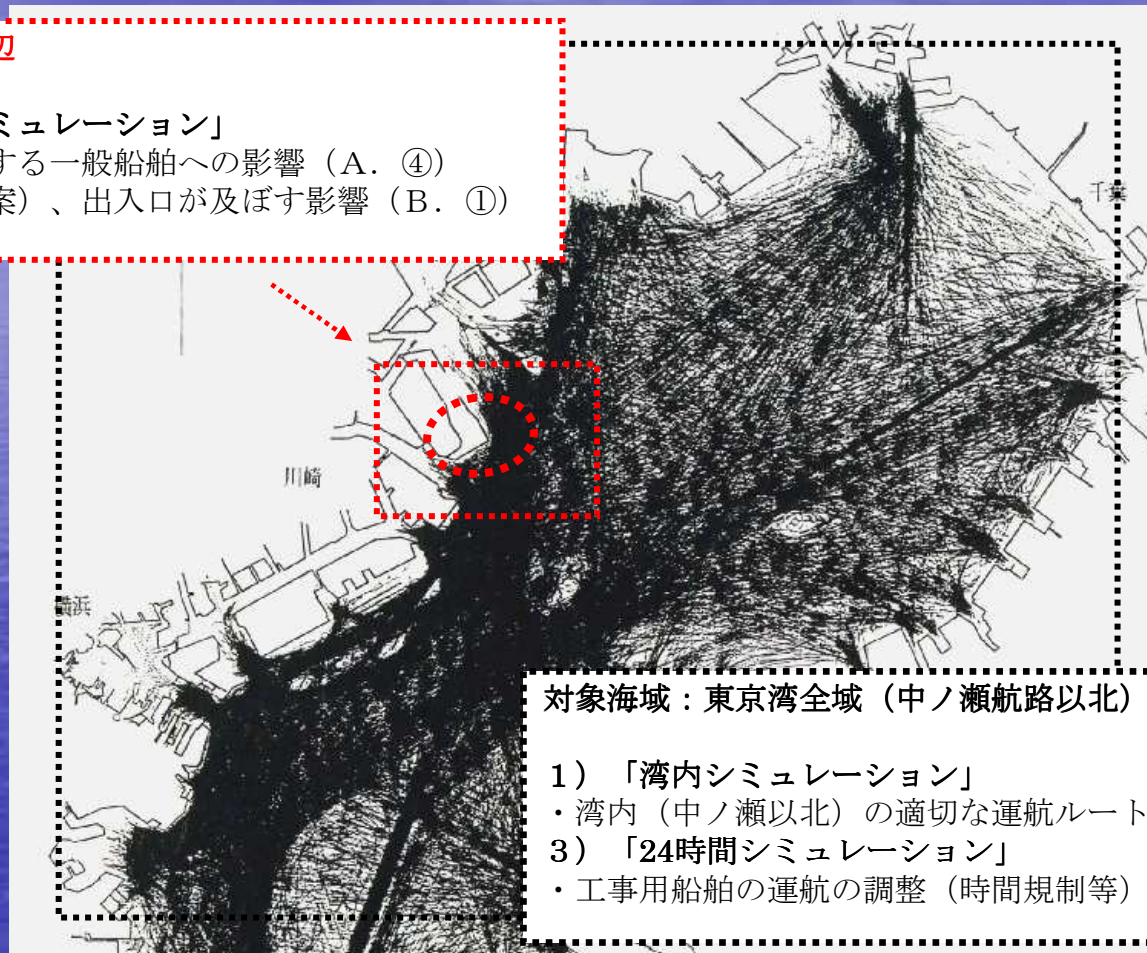 辺
ミュレーション」
する一般船舶への影響（A．④）
案）、出入口が及ぼす影響（B．①）
千葉
川崎
横浜
対象海域：東京湾全域（中ノ瀬航路以北）
１）「湾内シミュレーション」
・湾内（中ノ瀬以北）の適切な運航ルート
３）「24時間シミュレーション」
・工事用船舶の運航の調整（時間規制等）